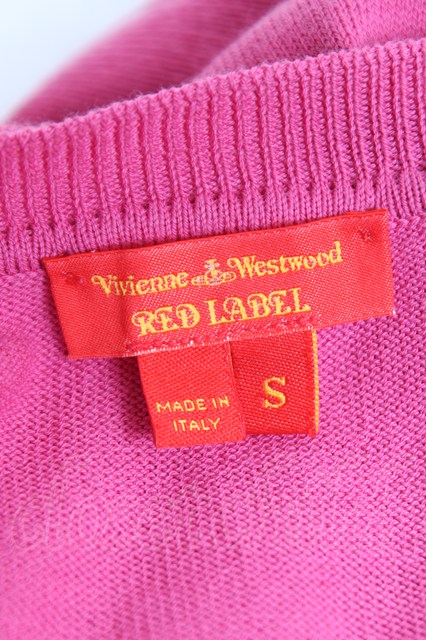 Vivienne Westwood
RED LABEL
MADE IN
ITALY
S